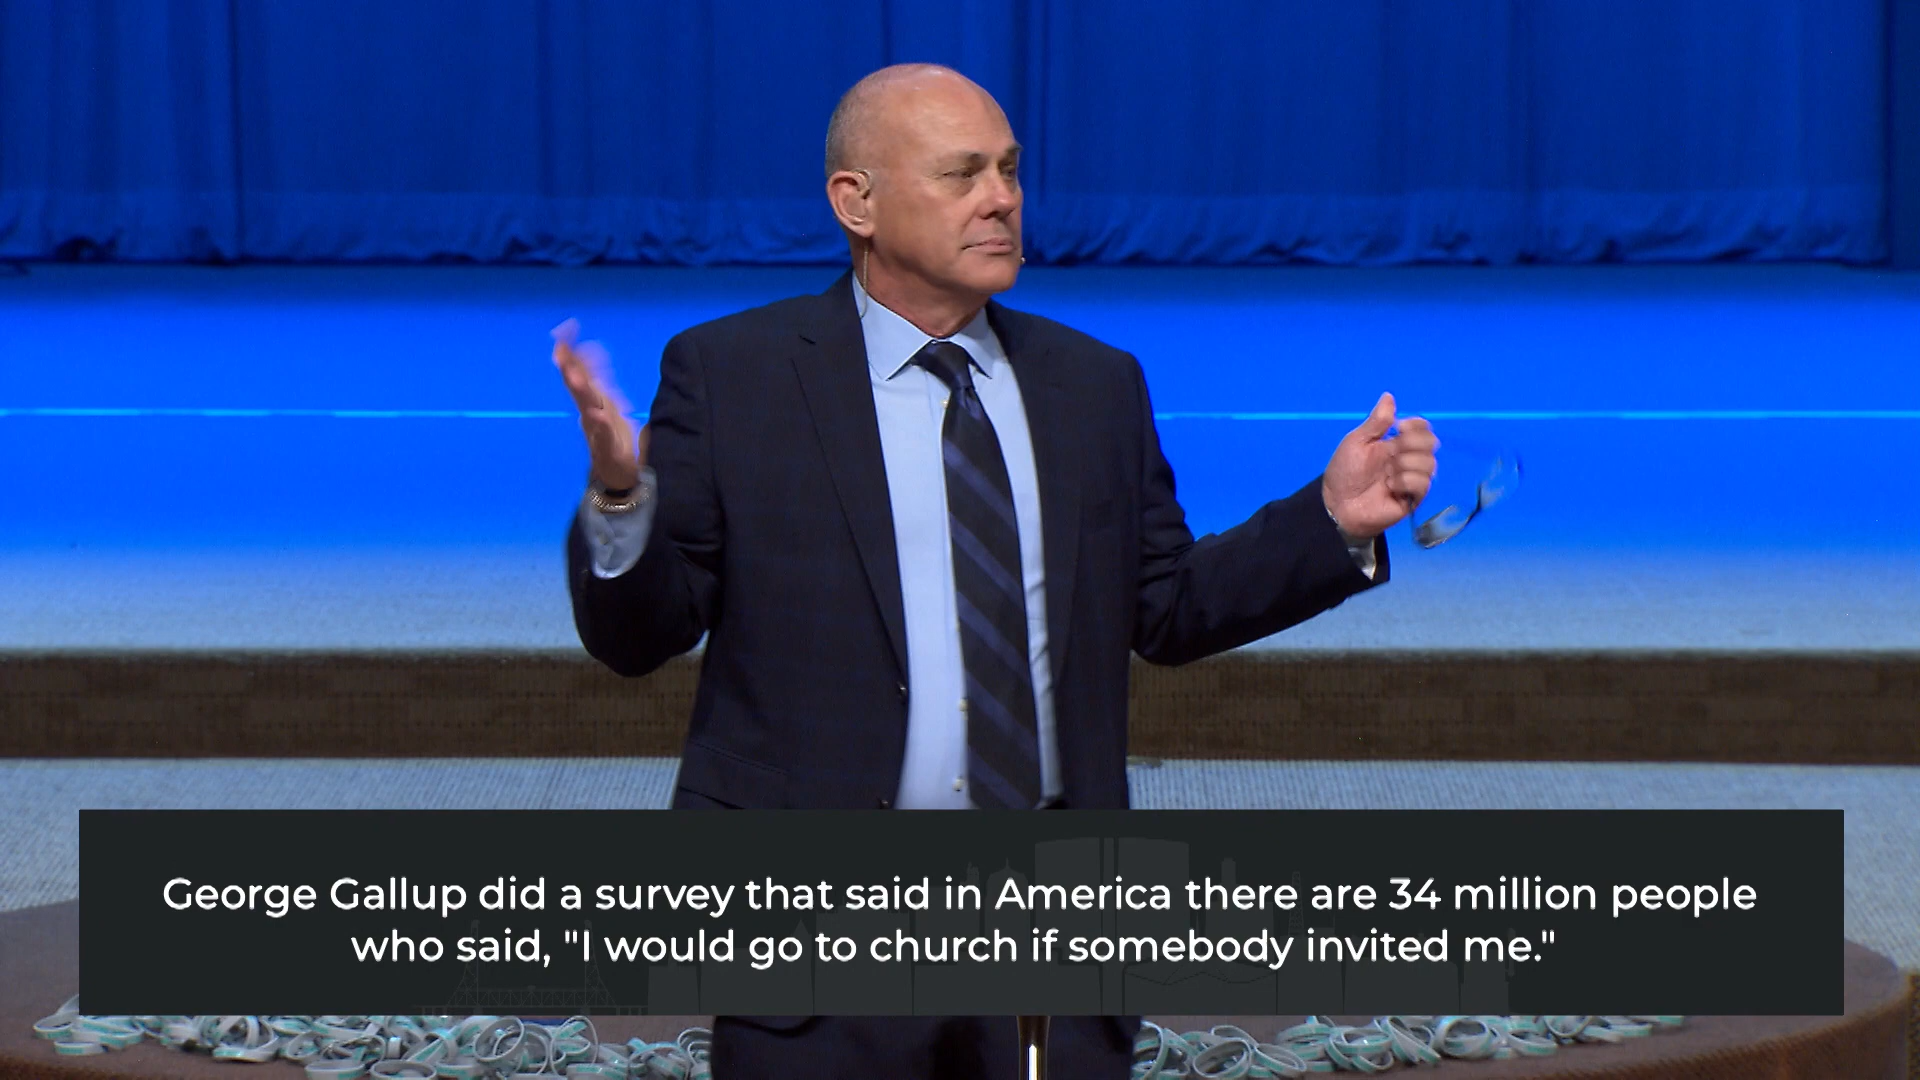 George Gallup did a survey that said in America there are 34 million people
who said, "I would go to church if somebody invited me."